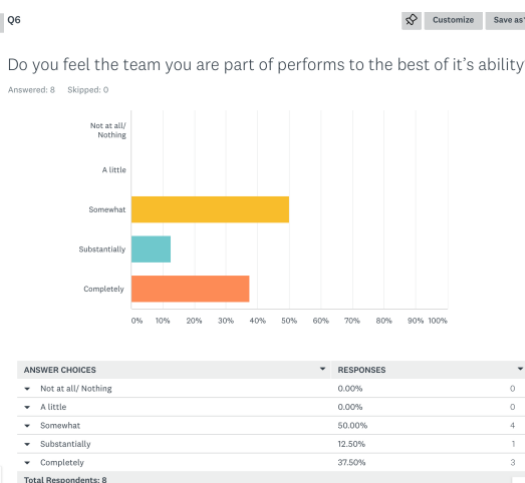 Q6
Customize
Save as
Do you feel the team you are part of performs to the best of it's ability
Answered: 8 Skipped: 0
Not at all/
Nothing
A little
Somewhat
Substantially
Completely
0% 10% 20% 30% 40% 50% 60% 70% 80% 90% 100%
ANSWER CHOICES RESPONSES
Not at all/ Nothing 0.00% 0
A little 0.00% 0
Somewhat 50.00% 4
Substantially 12.50% 1
Completely 37.50% 3
Total Respondents: 8